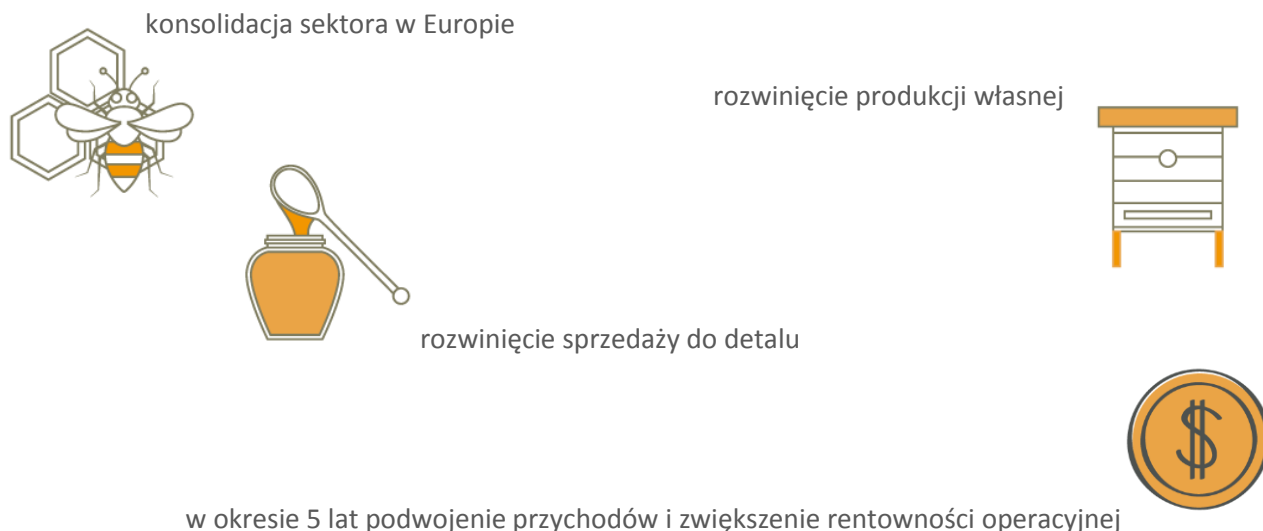 konsolidacja sektora w Europie
rozwinięcie produkcji własnej
rozwinięcie sprzedaży do detalu
w okresie 5 lat podwojenie przychodów i zwiększenie rentowności operacyjnej